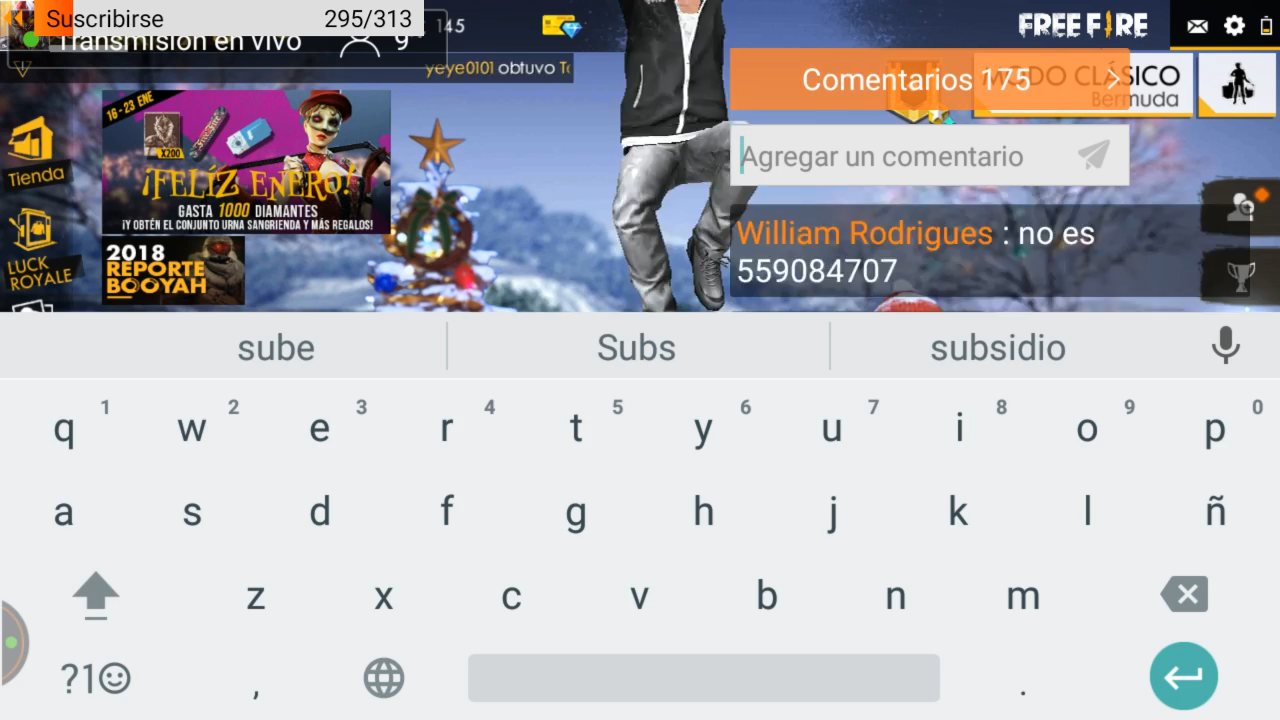 Suscribirse 295/313
Transmisión en vivo 9
145
FREE FIRE
yeye0101 obtuvo
Comentarios 175 >
CLÁSICO
Bermuda
16 - 23 ENE
X200
¡FELIZ ENERO!
GASTA 1000 DIAMANTES
¡Y OBTÉN EL CONJUNTO URNA SANGRIENDA Y MÁS REGALOS!
Tienda
Agregar un comentario
William Rodrigues : no es
559084707
LUCK
ROYALE
2018
REPORTE
BOOYAH
sube Subs subsidio
1 2 3 4 5 6 7 8 9 0
q w e r t y u i o p
a s d f g h j k l ñ
z x c v b n m
?1☺ , .